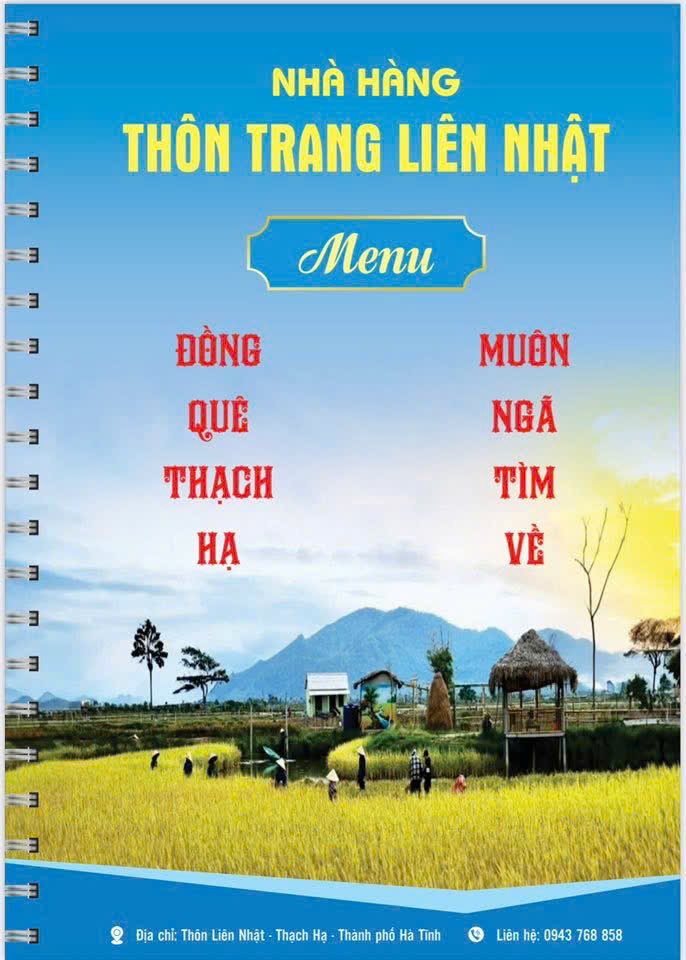 NHÀ HÀNG
THÔN TRANG LIÊN NHẬT
Menu
ĐỒNG
QUÊ
THẠCH
HẠ
MUÔN
NGÃ
TÌM
VỀ
Địa chỉ: Thôn Liên Nhật - Thạch Hạ - Thành phố Hà Tĩnh
Liên hệ: 0943 768 858